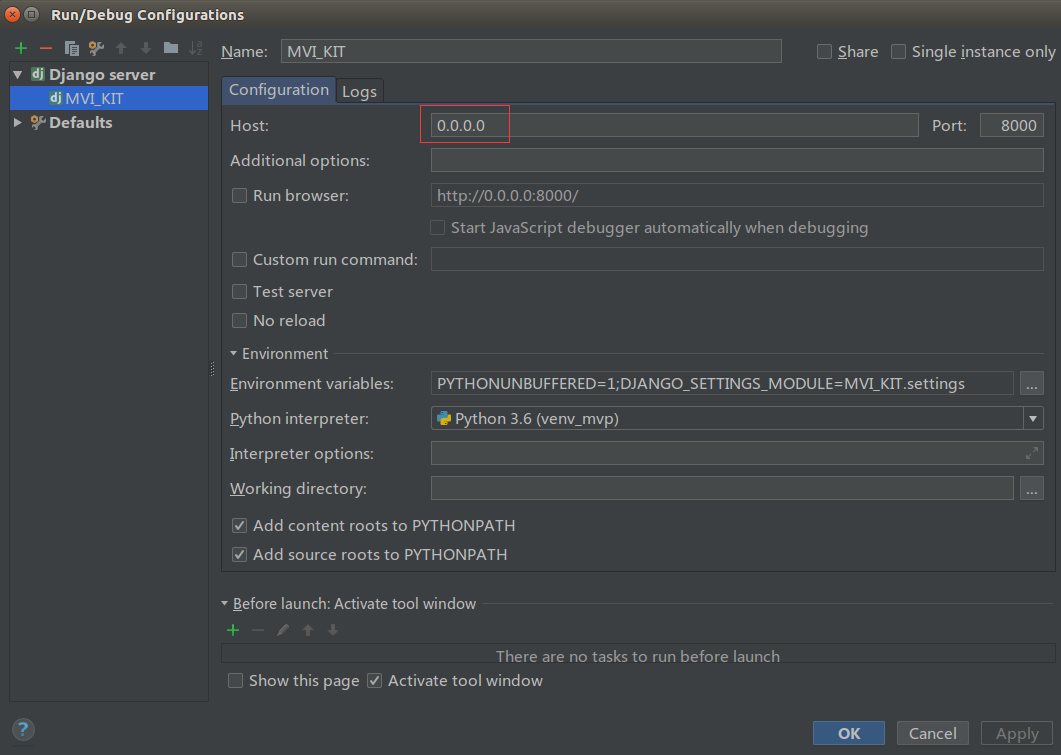 Run/Debug Configurations
Name: MVI_KIT Share Single instance only
Django server
MVI_KIT
Defaults
Configuration Logs
Host: 0.0.0.0 Port: 8000
Additional options:
Run browser: http://0.0.0.0:8000/
Start JavaScript debugger automatically when debugging
Custom run command:
Test server
No reload
Environment
Environment variables: PYTHONUNBUFFERED=1;DJANGO_SETTINGS_MODULE=MVI_KIT.settings ...
Python interpreter: Python 3.6 (venv_mvp)
Interpreter options:
Working directory: ...
Add content roots to PYTHONPATH
Add source roots to PYTHONPATH
Before launch: Activate tool window
There are no tasks to run before launch
Show this page Activate tool window
? OK Cancel Apply